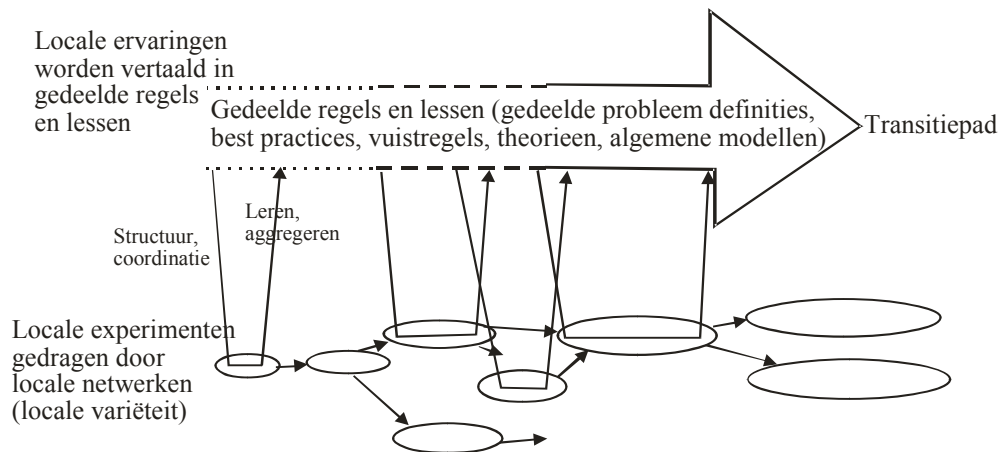 Locale ervaringen
worden vertaald in
gedeelde regels
en lessen
Gedeelde regels en lessen (gedeelde probleem definities,
best practices, vuistregels, theorieen, algemene modellen)
Transitiepad
Leren,
aggregeren
Structuur,
coordinatie
Locale experimenten
gedragen door
locale netwerken
(locale variëteit)